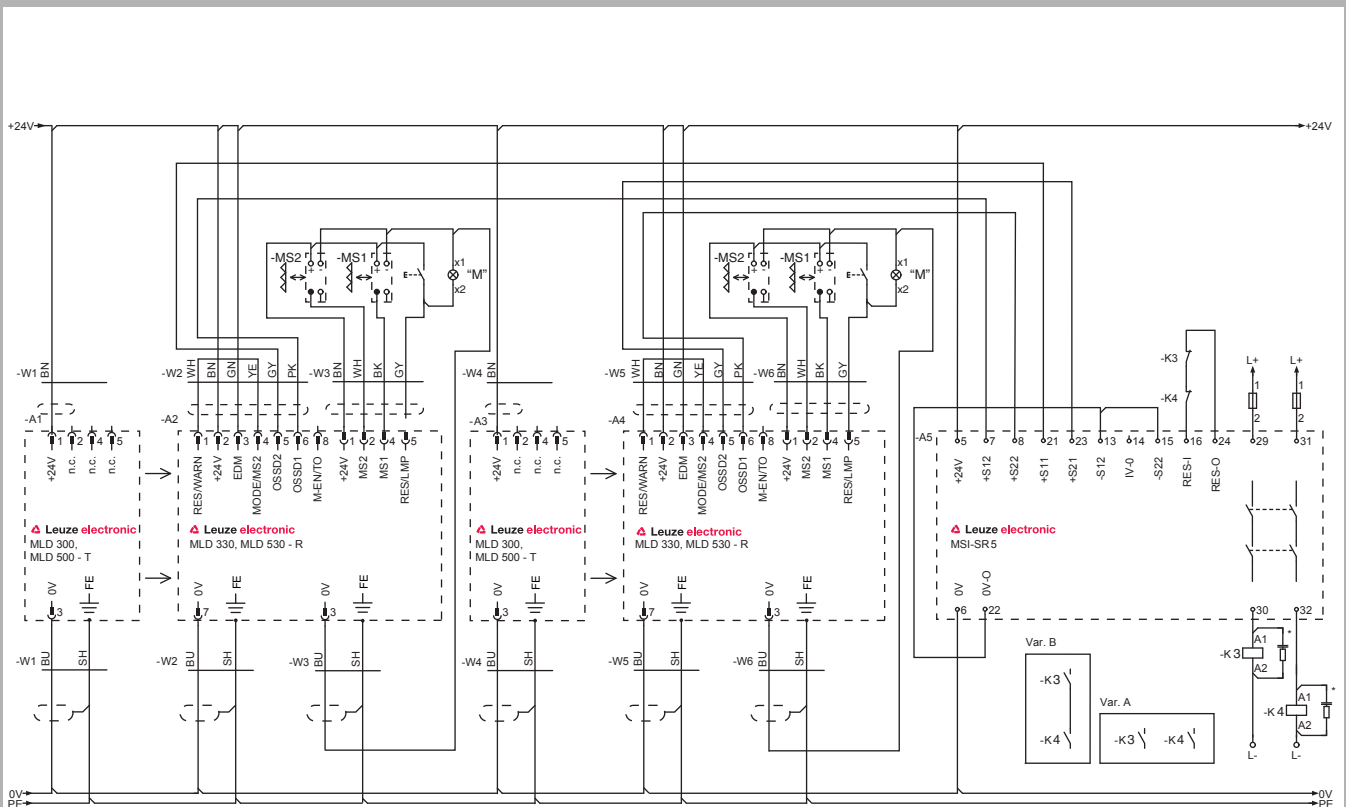 +24V +24V
-MS2 -MS1 x1 "M" x2
+ - + - E
-MS2 -MS1 x1 "M" x2
+ - + - E
-W1 BN
-W2 WH BN GN YE GY PK
-W3 BN WH BK GY
-W4 BN
-W5 WH BN GN YE GY PK
-W6 BN WH BK GY
-K3
-K4
L+ L+
1 1
2 2
-A1 -A2 -A3 -A4 -A5
1 2 4 5
1 2 3 4 5 6 8 1 2 4 5
1 2 4 5
1 2 3 4 5 6 8 1 2 4 5
5 7 8 21 23 13 14 15 16 24 29 31
+24V n.c. n.c. n.c.
RES/WARN +24V EDM MODE/MS2 OSSD2 OSSD1 M-EN/TO +24V MS2 MS1 RES/LMP
+24V n.c. n.c. n.c.
RES/WARN +24V EDM MODE/MS2 OSSD2 OSSD1 M-EN/TO +24V MS2 MS1 RES/LMP
+24V +S12 +S22 +S11 +S21 -S12 IV-0 -S22 RES-I RES-O
Leuze electronic
MLD 300,
MLD 500 - T
Leuze electronic
MLD 330, MLD 530 - R
Leuze electronic
MLD 300,
MLD 500 - T
Leuze electronic
MLD 330, MLD 530 - R
Leuze electronic
MSI-SR5
0V FE 0V FE 0V FE 0V FE 0V FE 0V FE 0V 0V-O
3 7 3 3 7 3 6 22 30 32
-W1 BU SH
-W2 BU SH
-W3 BU SH
-W4 BU SH
-W5 BU SH
-W6 BU SH
Var. B
-K3
-K4
Var. A
-K3 -K4
-K3 A1 A2 *
-K4 A1 A2 *
L- L-
0V 0V
PE PE